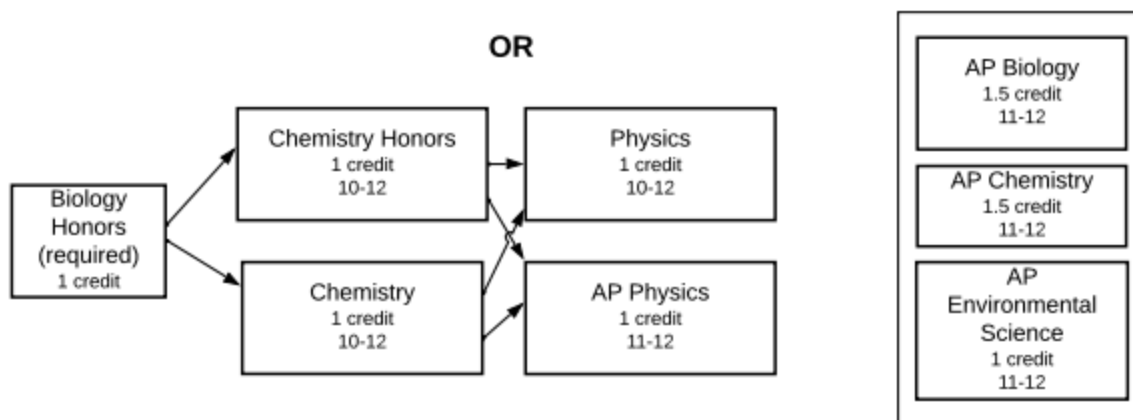 OR
Biology
Honors
(required)
1 credit
Chemistry Honors
1 credit
10-12
Chemistry
1 credit
10-12
Physics
1 credit
10-12
AP Physics
1 credit
11-12
AP Biology
1.5 credit
11-12
AP Chemistry
1.5 credit
11-12
AP
Environmental
Science
1 credit
11-12